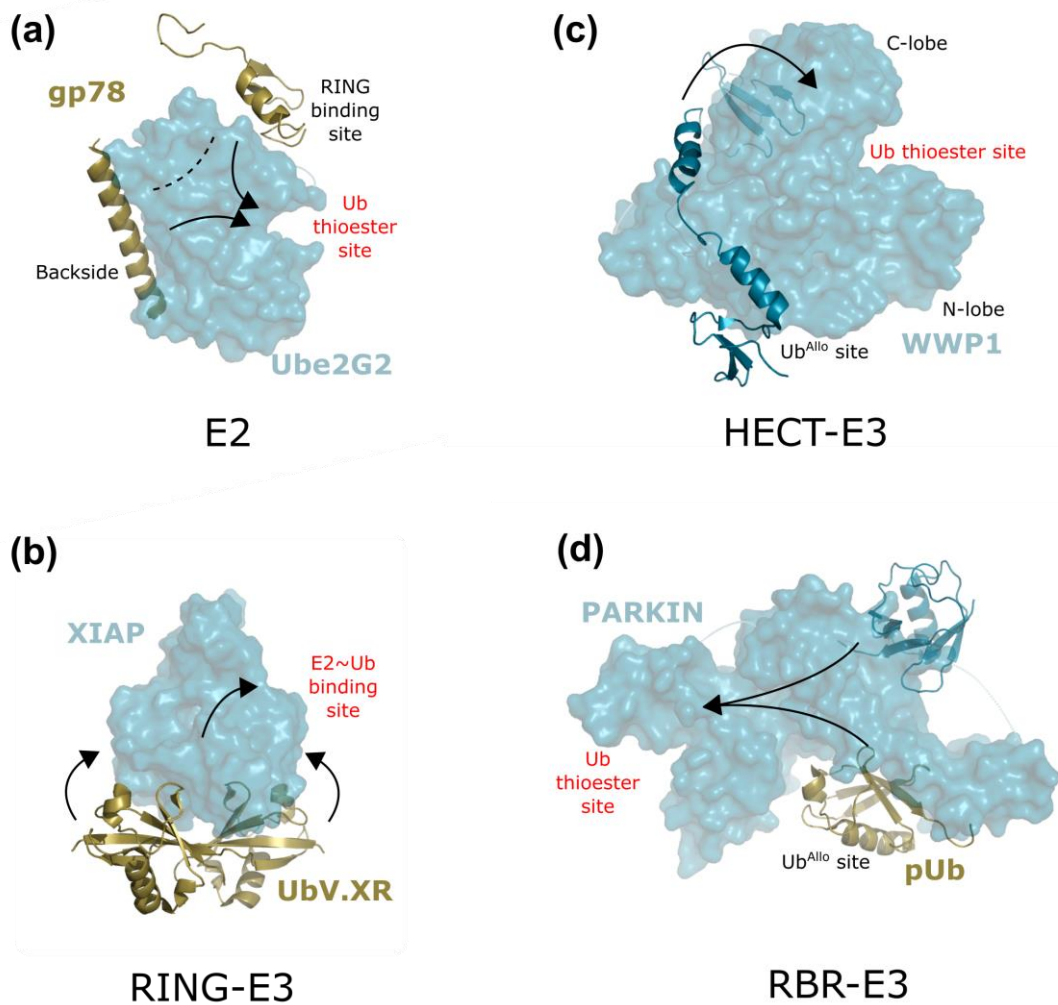 (a)
gp78
RING
binding
site
Ub
thioester
site
Backside
Ube2G2
E2
(c)
C-lobe
Ub thioester site
N-lobe
WWP1
Ub^Allo site
HECT-E3
(b)
XIAP
E2~Ub
binding
site
UbV.XR
RING-E3
(d)
PARKIN
Ub
thioester
site
Ub^Allo site
pUb
RBR-E3